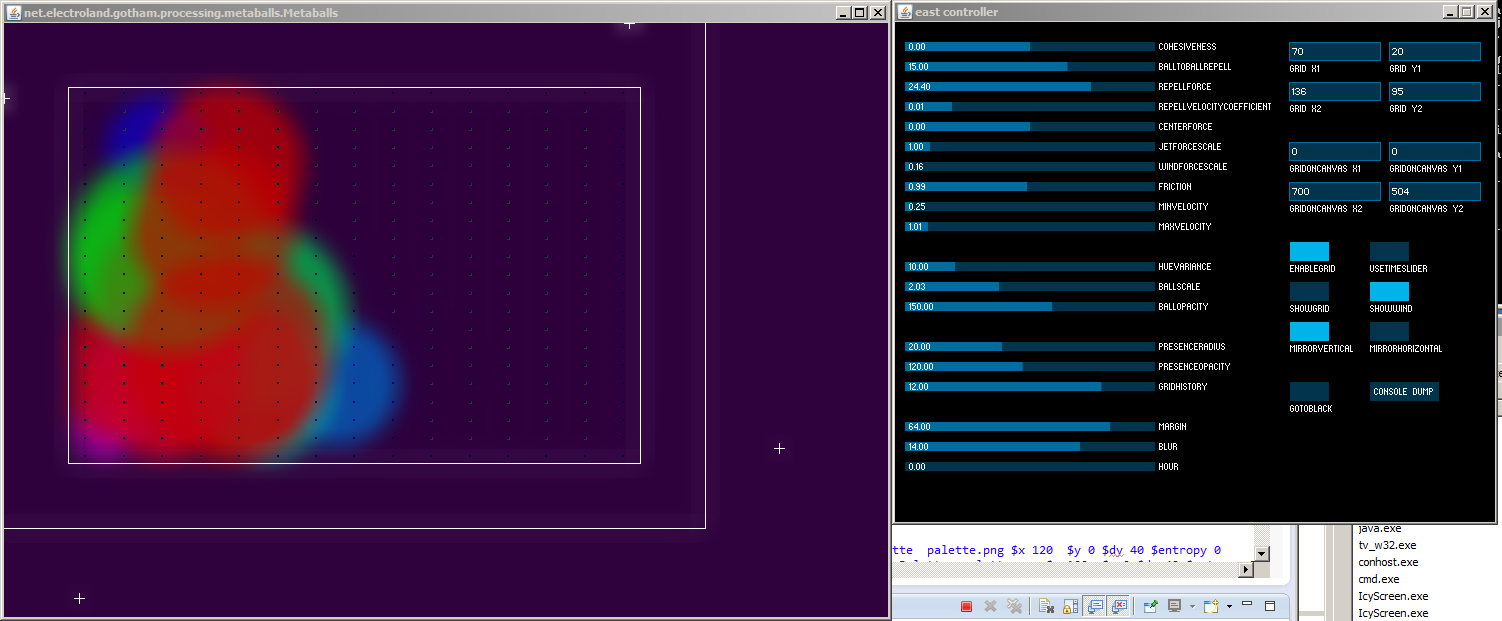 net.electroland.gotham.processing.metaballs.Metaballs
east controller
0.00 COHESIVENESS
15.00 BALLTOBALLREPELL
24.40 REPELLFORCE
0.01 REPELLVELOCITYCOEFFICIENT
0.00 CENTERFORCE
1.00 JETFORCESCALE
0.16 WINDFORCESCALE
0.99 FRICTION
0.25 MINVELOCITY
1.01 MAXVELOCITY
10.00 HUEVARIANCE
2.03 BALLSCALE
150.00 BALLOPACITY
20.00 PRESENCERADIUS
120.00 PRESENCEOPACITY
12.00 GRIDHISTORY
64.00 MARGIN
14.00 BLUR
0.00 HOUR
70 20
GRID X1 GRID Y1
136 95
GRID X2 GRID Y2
0 0
GRIDONCANVAS X1 GRIDONCANVAS Y1
700 504
GRIDONCANVAS X2 GRIDONCANVAS Y2
ENABLEGRID USETIMESLIDER
SHOWGRID SHOWWIND
MIRRORVERTICAL MIRRORHORIZONTAL
CONSOLE DUMP
GOTOBLACK
tte palette.png $x 120 $y 0 $dy 40 $entropy 0
java.exe
tv_w32.exe
conhost.exe
cmd.exe
IcyScreen.exe
IcyScreen.exe